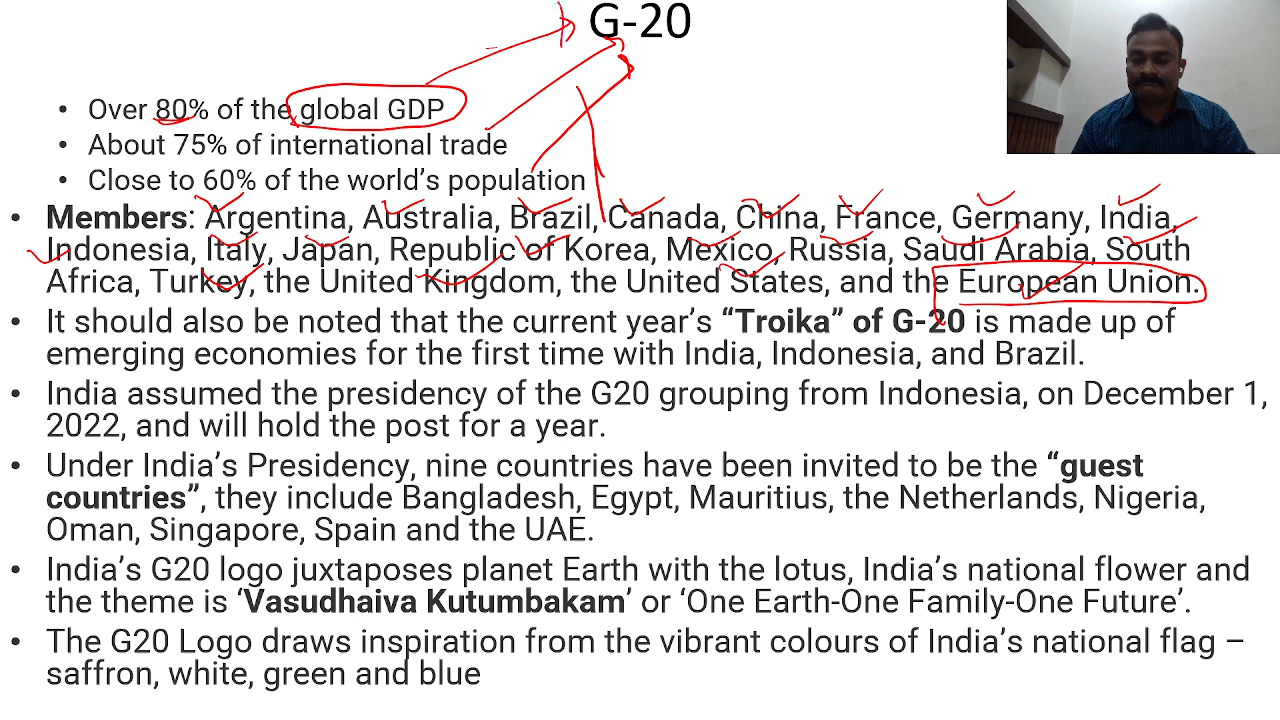 G-20
• Over 80% of the global GDP
• About 75% of international trade
• Close to 60% of the world’s population
• Members: Argentina, Australia, Brazil, Canada, China, France, Germany, India,
Indonesia, Italy, Japan, Republic of Korea, Mexico, Russia, Saudi Arabia, South
Africa, Turkey, the United Kingdom, the United States, and the European Union.
• It should also be noted that the current year’s “Troika” of G-20 is made up of
emerging economies for the first time with India, Indonesia, and Brazil.
• India assumed the presidency of the G20 grouping from Indonesia, on December 1,
2022, and will hold the post for a year.
• Under India’s Presidency, nine countries have been invited to be the “guest
countries”, they include Bangladesh, Egypt, Mauritius, the Netherlands, Nigeria,
Oman, Singapore, Spain and the UAE.
• India’s G20 logo juxtaposes planet Earth with the lotus, India’s national flower and
the theme is ‘Vasudhaiva Kutumbakam’ or ‘One Earth-One Family-One Future’.
• The G20 Logo draws inspiration from the vibrant colours of India’s national flag –
saffron, white, green and blue